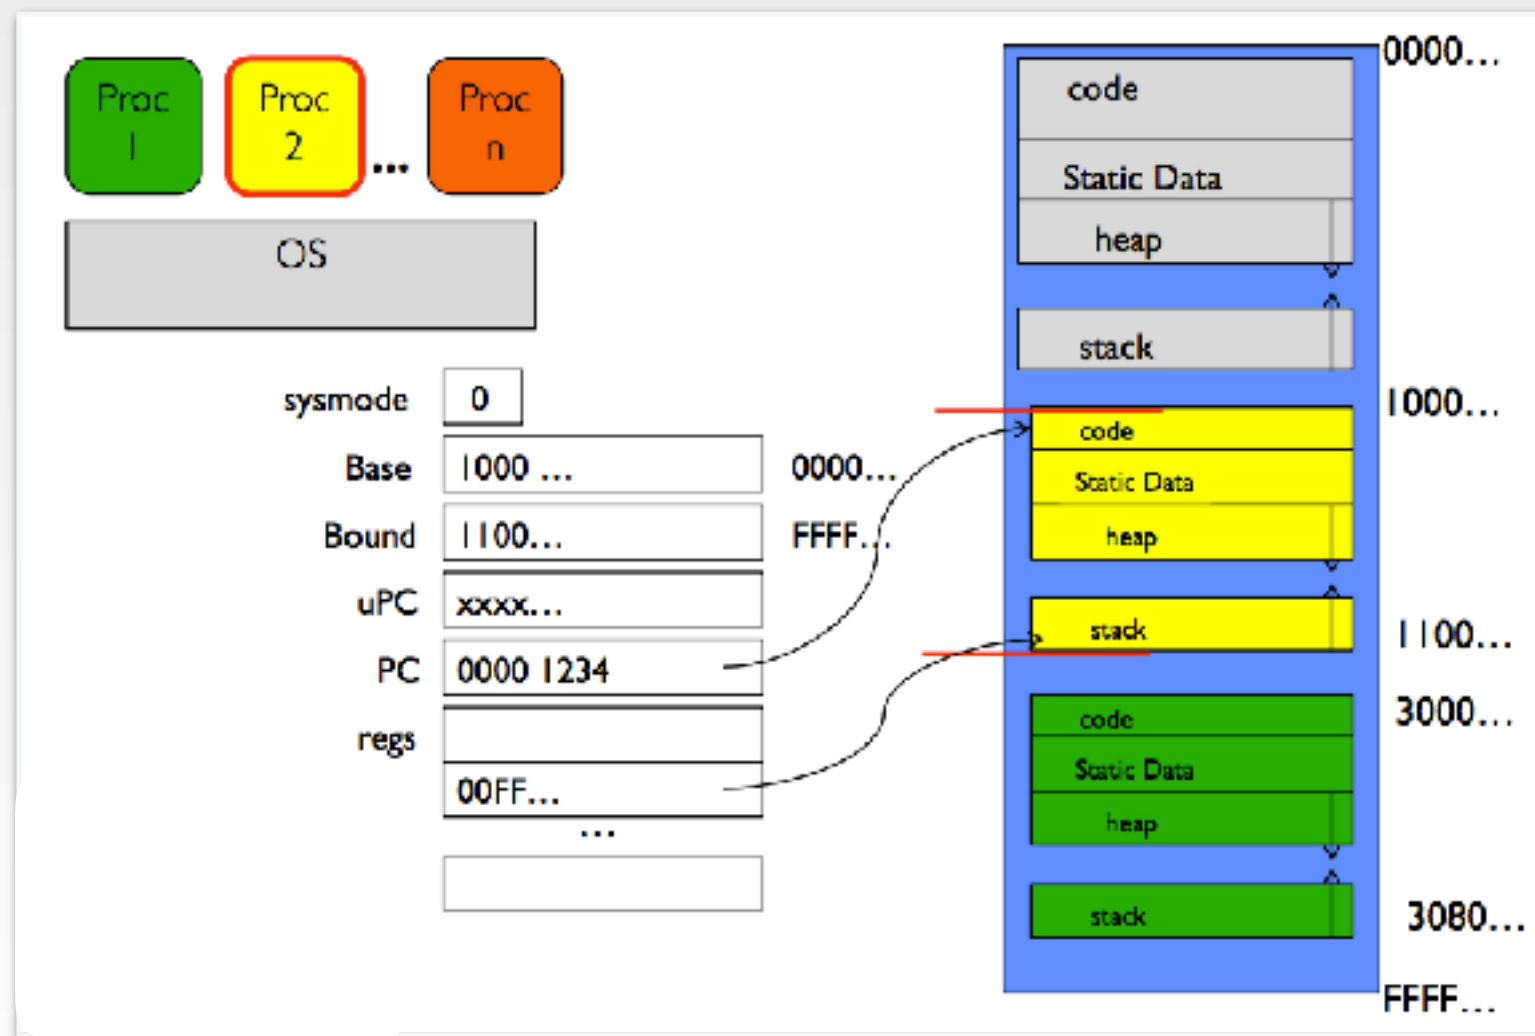 Proc
1
Proc
2
...
Proc
n
OS
sysmode
0
Base
1000 ...
0000...
Bound
1100...
FFFF...
uPC
xxxx...
PC
0000 1234
regs
00FF...
...
code
0000...
Static Data
heap
stack
1000...
code
Static Data
heap
stack
1100...
3000...
code
Static Data
heap
stack
3080...
FFFF...